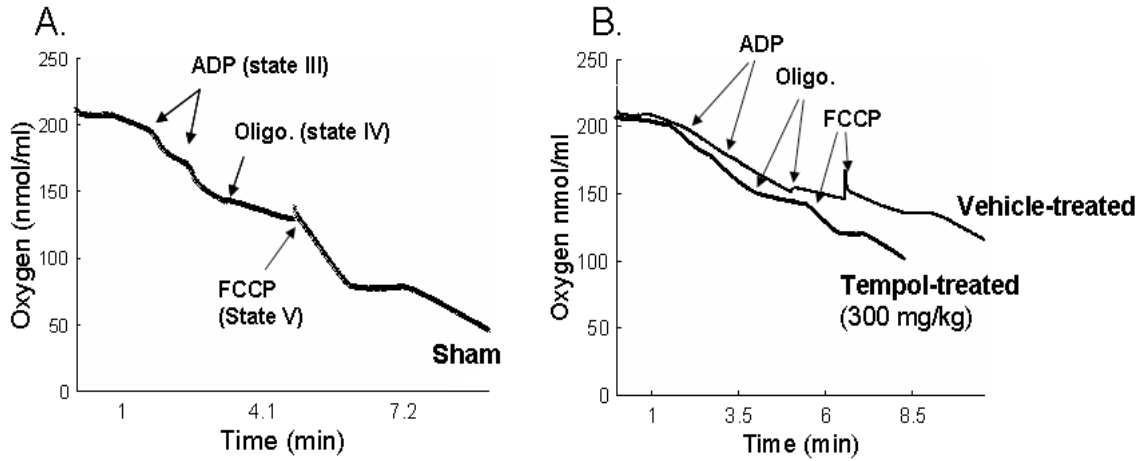 A.
Oxygen (nmol/ml)
250
200
150
100
50
0
ADP (state III)
Oligo. (state IV)
FCCP
(State V)
Sham
1 4.1 7.2
Time (min)
B.
Oxygen nmol/ml)
250
200
150
100
50
0
ADP
Oligo.
FCCP
Vehicle-treated
Tempol-treated
(300 mg/kg)
1 3.5 6 8.5
Time (min)